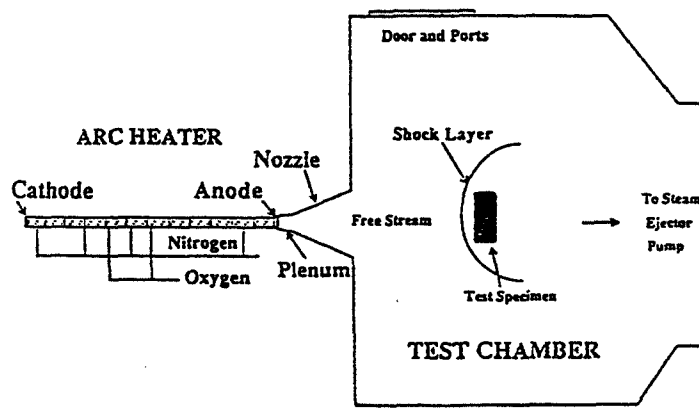 Door and Ports
ARC HEATER
Shock Layer
Nozzle
Cathode
Anode
To Steam
Free Stream
Ejector
Nitrogen
Pump
Plenum
Oxygen
Test Specimen
TEST CHAMBER